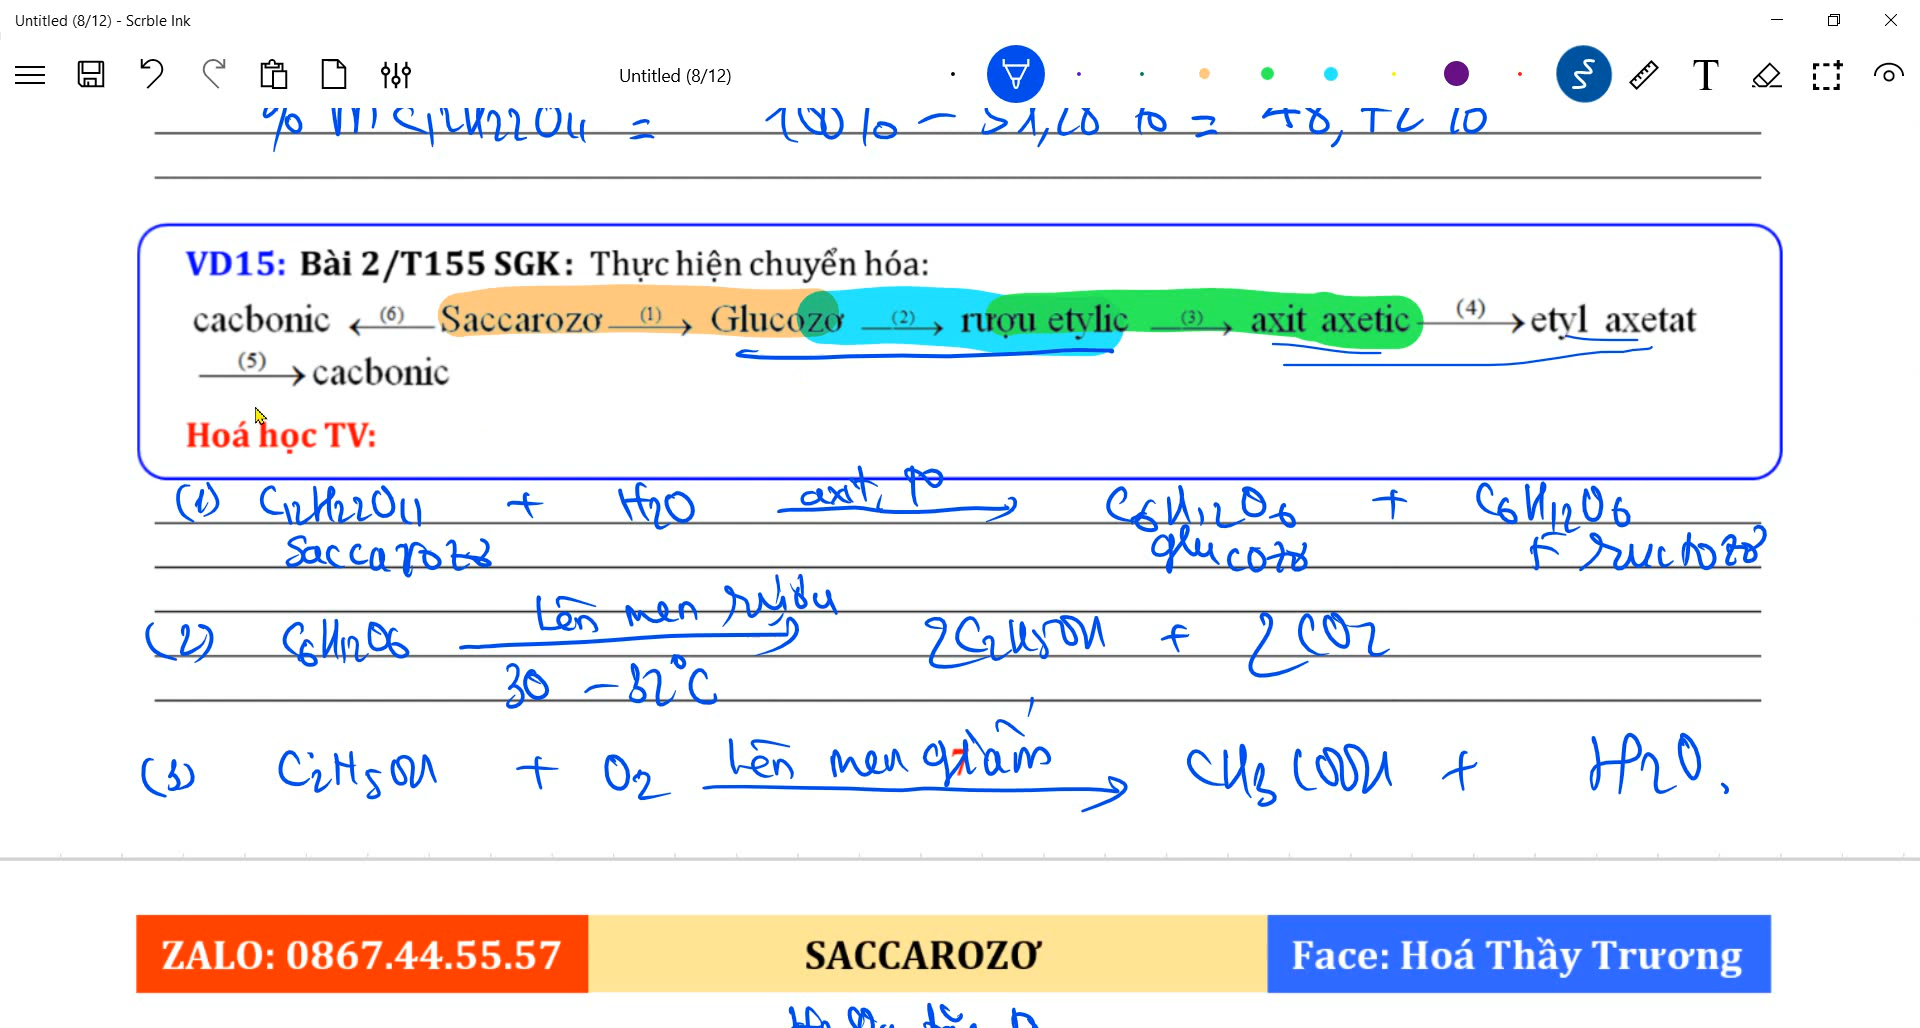 Untitled (8/12) - Scrble Ink
Untitled (8/12)
T
% m C12H22O11 = 100% -
VD15: Bài 2/T155 SGK: Thực hiện chuyển hóa:
cacbonic ←(6) Saccarozơ (1)→ Glucozơ (2)→ rượu etylic (3)→ axit axetic (4)→ etyl axetat
(5)→ cacbonic
Hoá học TV:
(1) C12H22O11 + H2O axit, t° → C6H12O6 + C6H12O6
saccarozơ glucozơ Fructozơ
(2) C6H12O6 lên men rượu → 2C2H5OH + 2CO2
30 - 32°C
(3) C2H5OH + O2 lên men giấm → CH3COOH + H2O.
7
ZALO: 0867.44.55.57 SACCAROZƠ Face: Hoá Thầy Trương